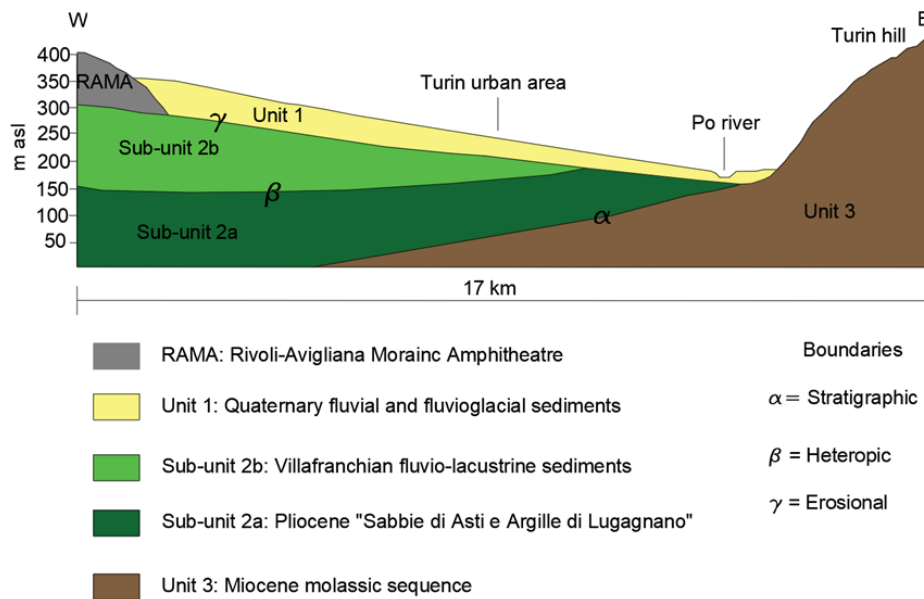 W
E
Turin hill
400
350
300
250
200
150
100
50
m asl
RAMA
Unit 1
Turin urban area
Po river
γ
Sub-unit 2b
β
α
Sub-unit 2a
Unit 3
17 km
RAMA: Rivoli-Avigliana Morainc Amphitheatre
Unit 1: Quaternary fluvial and fluvioglacial sediments
Sub-unit 2b: Villafranchian fluvio-lacustrine sediments
Sub-unit 2a: Pliocene "Sabbie di Asti e Argille di Lugagnano"
Unit 3: Miocene molassic sequence
Boundaries
α= Stratigraphic
β = Heteropic
γ = Erosional